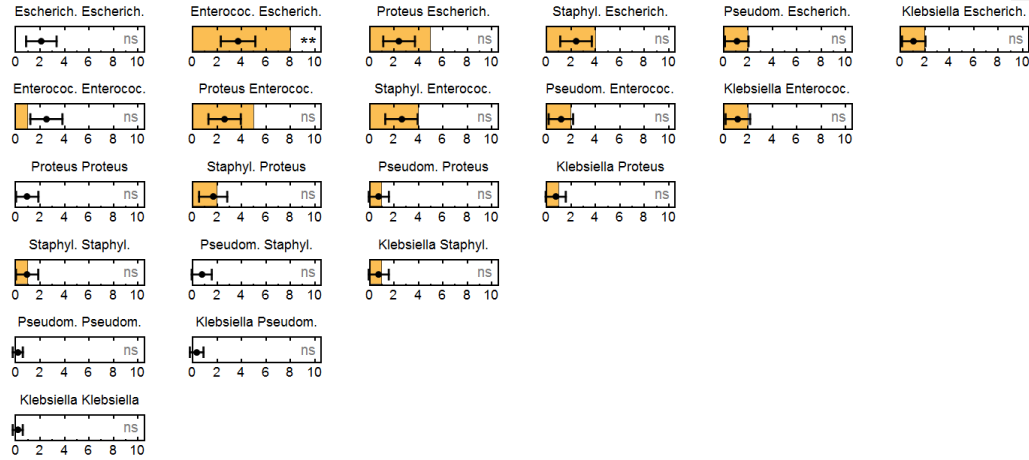 Escherich. Escherich. Enterococ. Escherich. Proteus Escherich. Staphyl. Escherich. Pseudom. Escherich. Klebsiella Escherich.
ns ** ns ns ns ns
0 2 4 6 8 10 0 2 4 6 8 10 0 2 4 6 8 10 0 2 4 6 8 10 0 2 4 6 8 10 0 2 4 6 8 10
Enterococ. Enterococ. Proteus Enterococ. Staphyl. Enterococ. Pseudom. Enterococ. Klebsiella Enterococ.
ns ns ns ns ns
0 2 4 6 8 10 0 2 4 6 8 10 0 2 4 6 8 10 0 2 4 6 8 10 0 2 4 6 8 10
Proteus Proteus Staphyl. Proteus Pseudom. Proteus Klebsiella Proteus
ns ns ns ns
0 2 4 6 8 10 0 2 4 6 8 10 0 2 4 6 8 10 0 2 4 6 8 10
Staphyl. Staphyl. Pseudom. Staphyl. Klebsiella Staphyl.
ns ns ns
0 2 4 6 8 10 0 2 4 6 8 10 0 2 4 6 8 10
Pseudom. Pseudom. Klebsiella Pseudom.
ns ns
0 2 4 6 8 10 0 2 4 6 8 10
Klebsiella Klebsiella
ns
0 2 4 6 8 10